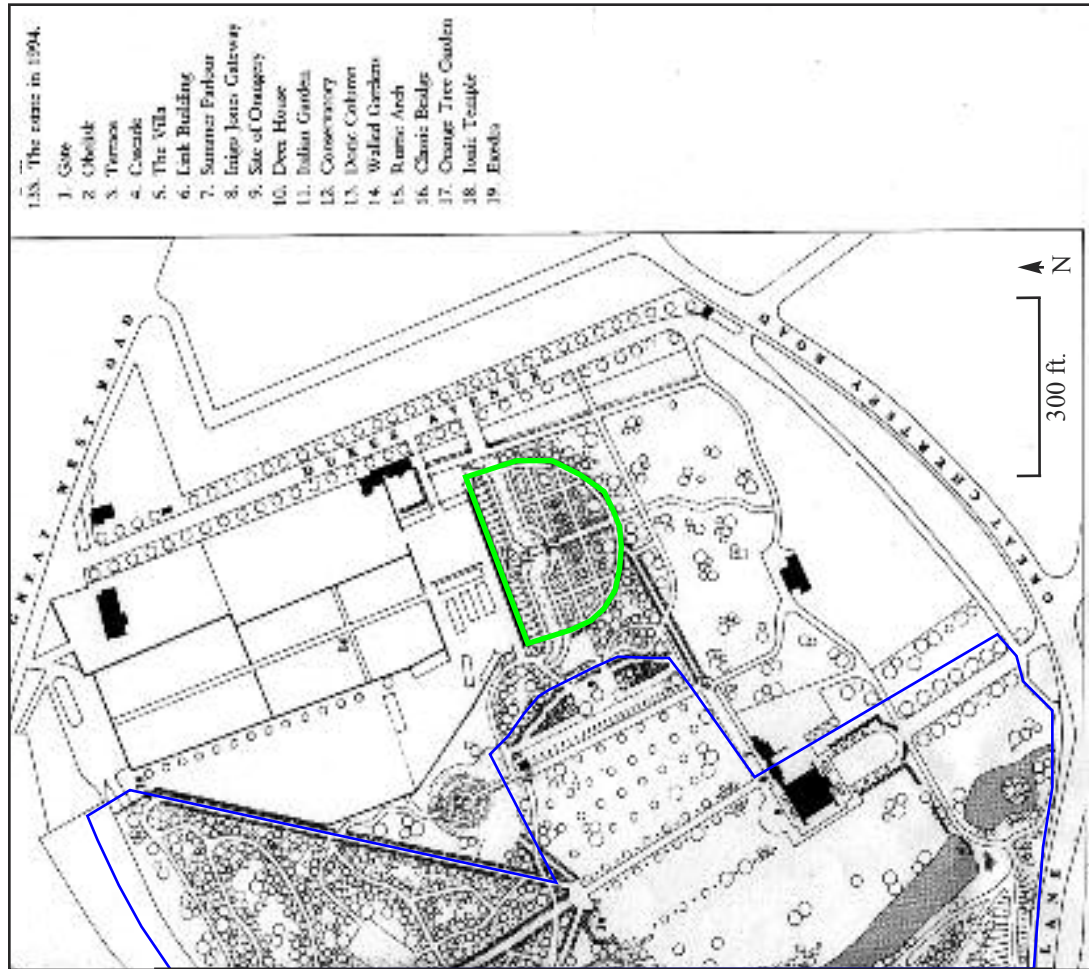 133. The estate in 1994.
1. Gate
2. Obelisk
3. Terrace
4. Cascade
5. The Villa
6. Link Building
7. Summer Parlour
8. Inigo Jones Gateway
9. Site of Orangery
10. Deer House
11. Italian Garden
12. Conservatory
13. Doric Column
14. Walled Gardens
15. Rustic Arch
16. Classic Bridge
17. Orange Tree Garden
18. Ionic Temple
19. Exedra
GREAT WEST ROAD
DUKES AVENUE
GREAT CHERTSEY ROAD
LANE
14
300 ft.
N